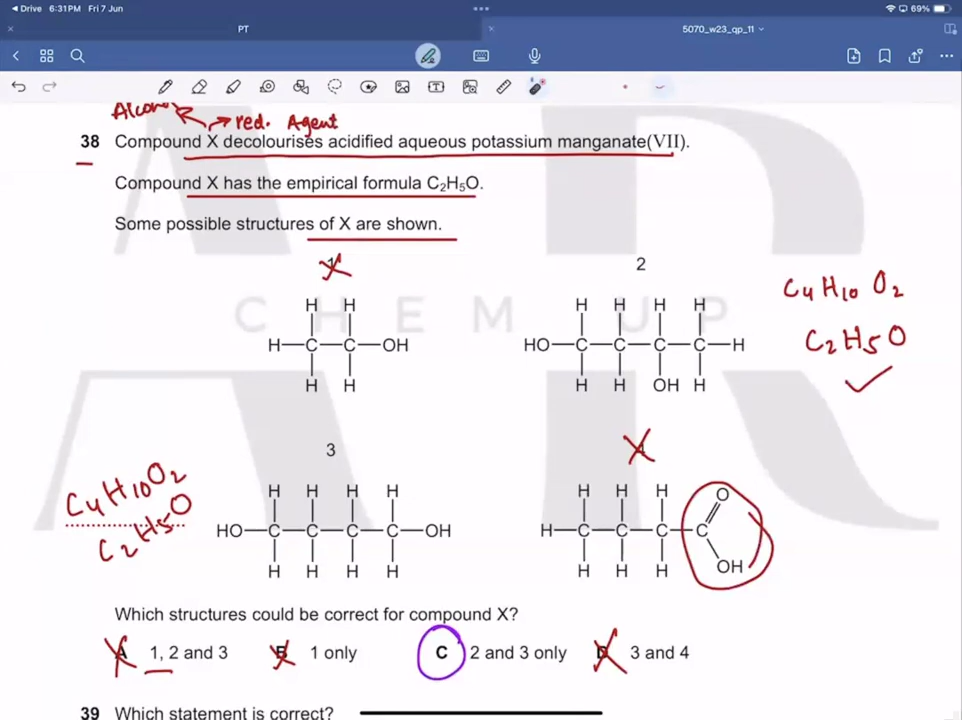 Drive 6:31PM Fri 7 Jun
69%
PT
5070_w23_qp_11
Alcohol
red. Agent
38 Compound X decolourises acidified aqueous potassium manganate(VII).
Compound X has the empirical formula C₂H₅O.
Some possible structures of X are shown.
1
2
H H
H—C—C—OH
H H
H H H H
HO—C—C—C—C—H
H H OH H
C₄H₁₀O₂
C₂H₅O
CHEM UP
AR
3
4
C₄H₁₀O₂
C₂H₅O
H H H H
HO—C—C—C—C—OH
H H H H
H H H O
H—C—C—C—C
H H H OH
Which structures could be correct for compound X?
A 1, 2 and 3 B 1 only C 2 and 3 only D 3 and 4
39 Which statement is correct?